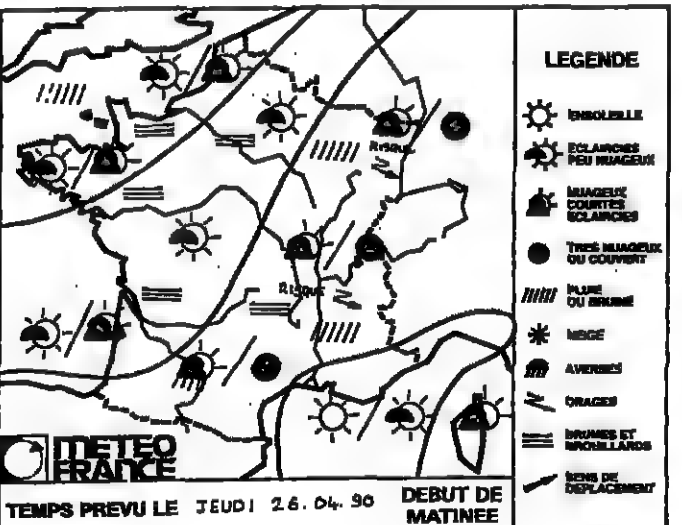 RISQUE
RISQUE
METEO
FRANCE
TEMPS PREVU LE JEUDI 26.04.90 DEBUT DE
MATINEE
LEGENDE
ENSOLEILLE
ECLAIRCIES
PEU NUAGEUX
NUAGEUX
COURTES
ECLAIRCIES
TRES NUAGEUX
OU COUVERT
PLUIE
OU BRUINE
NEIGE
AVERSES
ORAGES
BRUMES ET
BROUILLARDS
SENS DE
DEPLACEMENT